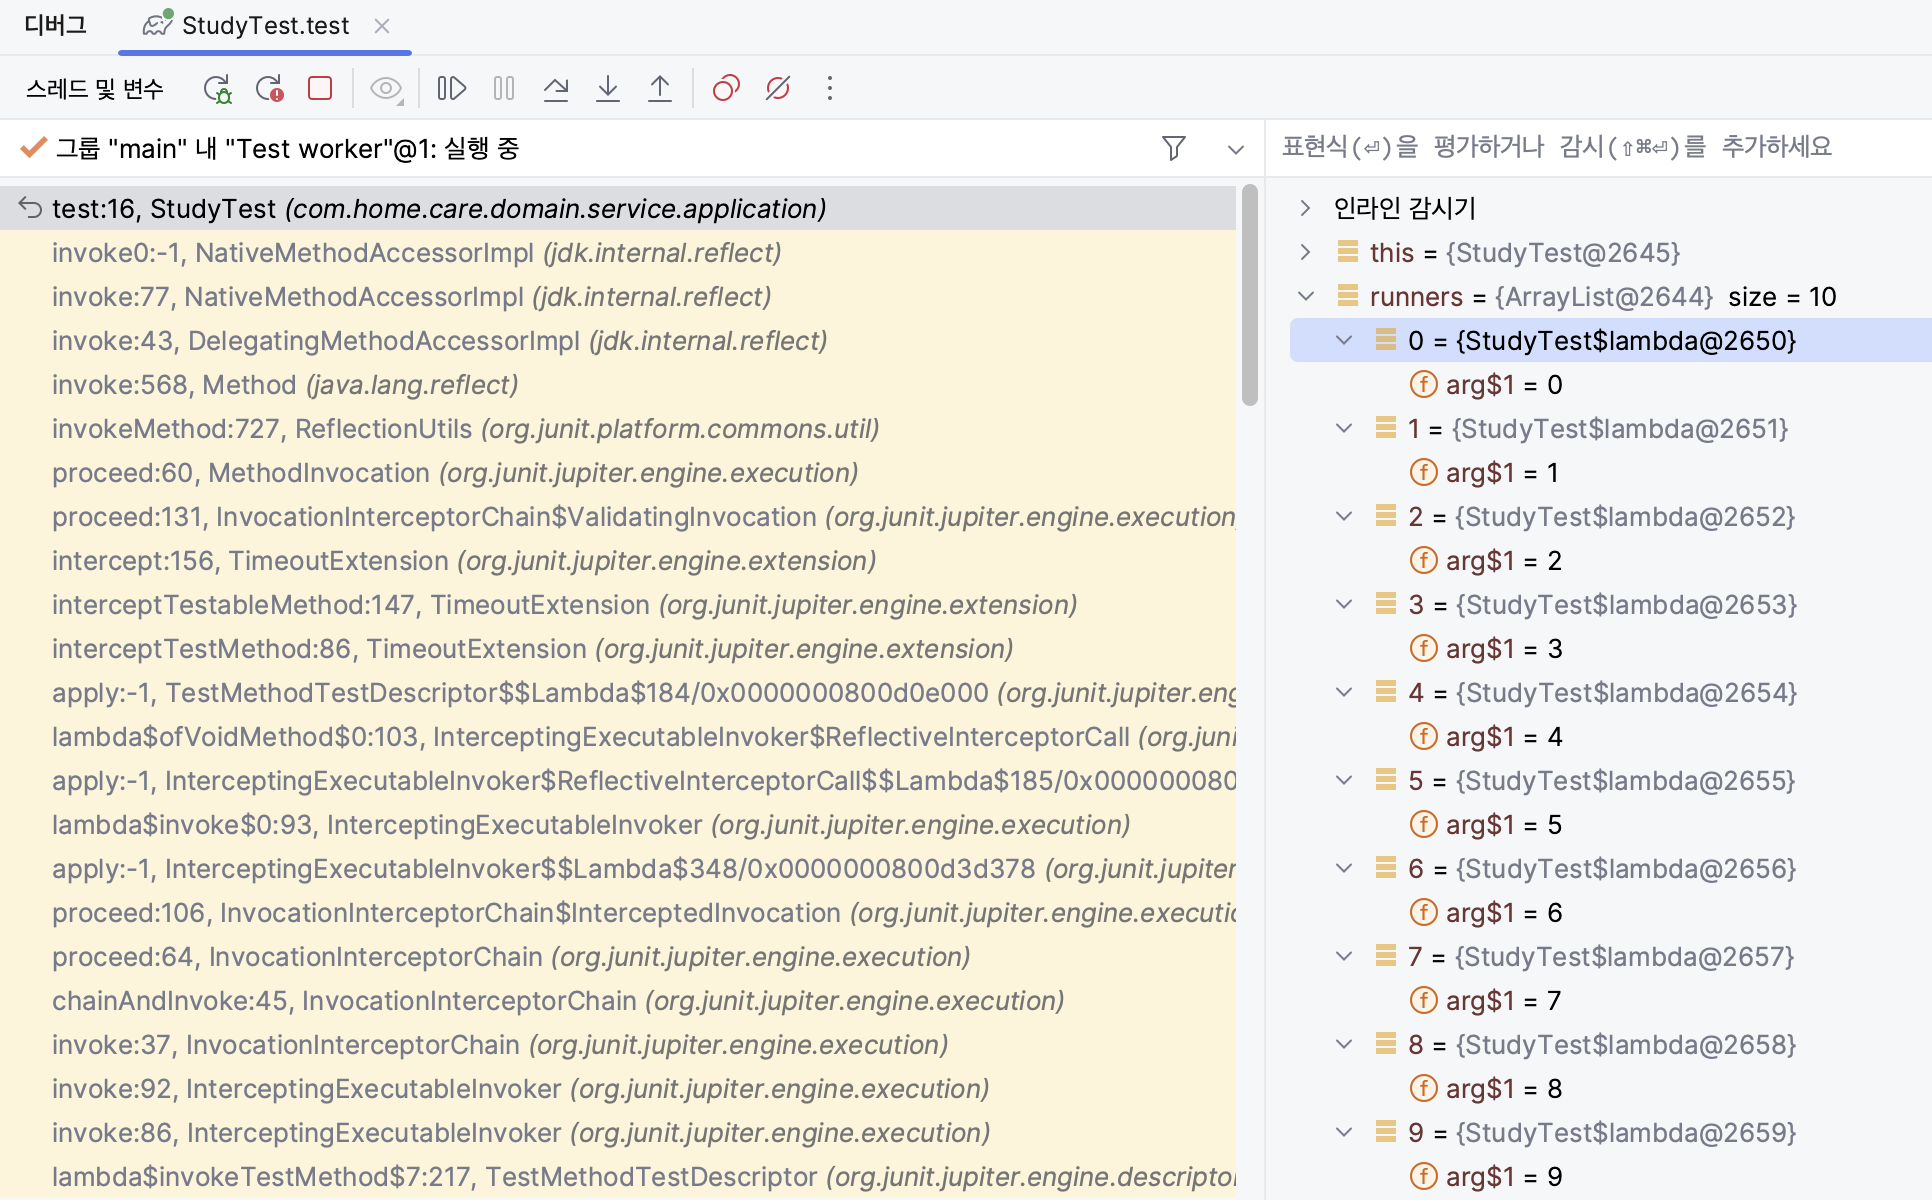 디버그
StudyTest.test
스레드 및 변수
그룹 "main" 내 "Test worker"@1: 실행 중
test:16, StudyTest (com.home.care.domain.service.application)
invoke0:-1, NativeMethodAccessorImpl (jdk.internal.reflect)
invoke:77, NativeMethodAccessorImpl (jdk.internal.reflect)
invoke:43, DelegatingMethodAccessorImpl (jdk.internal.reflect)
invoke:568, Method (java.lang.reflect)
invokeMethod:727, ReflectionUtils (org.junit.platform.commons.util)
proceed:60, MethodInvocation (org.junit.jupiter.engine.execution)
proceed:131, InvocationInterceptorChain$ValidatingInvocation (org.junit.jupiter.engine.execution
intercept:156, TimeoutExtension (org.junit.jupiter.engine.extension)
interceptTestableMethod:147, TimeoutExtension (org.junit.jupiter.engine.extension)
interceptTestMethod:86, TimeoutExtension (org.junit.jupiter.engine.extension)
apply:-1, TestMethodTestDescriptor$$Lambda$184/0x0000000800d0e000 (org.junit.jupiter.eng
lambda$ofVoidMethod$0:103, InterceptingExecutableInvoker$ReflectiveInterceptorCall (org.juni
apply:-1, InterceptingExecutableInvoker$ReflectiveInterceptorCall$$Lambda$185/0x000000080
lambda$invoke$0:93, InterceptingExecutableInvoker (org.junit.jupiter.engine.execution)
apply:-1, InterceptingExecutableInvoker$$Lambda$348/0x0000000800d3d378 (org.junit.jupiter
proceed:106, InvocationInterceptorChain$InterceptedInvocation (org.junit.jupiter.engine.executio
proceed:64, InvocationInterceptorChain (org.junit.jupiter.engine.execution)
chainAndInvoke:45, InvocationInterceptorChain (org.junit.jupiter.engine.execution)
invoke:37, InvocationInterceptorChain (org.junit.jupiter.engine.execution)
invoke:92, InterceptingExecutableInvoker (org.junit.jupiter.engine.execution)
invoke:86, InterceptingExecutableInvoker (org.junit.jupiter.engine.execution)
lambda$invokeTestMethod$7:217, TestMethodTestDescriptor (org.junit.jupiter.engine.descriptor
표현식(⏎)을 평가하거나 감시(⇧⌘⏎)를 추가하세요
인라인 감시기
this = {StudyTest@2645}
runners = {ArrayList@2644} size = 10
0 = {StudyTest$lambda@2650}
arg$1 = 0
1 = {StudyTest$lambda@2651}
arg$1 = 1
2 = {StudyTest$lambda@2652}
arg$1 = 2
3 = {StudyTest$lambda@2653}
arg$1 = 3
4 = {StudyTest$lambda@2654}
arg$1 = 4
5 = {StudyTest$lambda@2655}
arg$1 = 5
6 = {StudyTest$lambda@2656}
arg$1 = 6
7 = {StudyTest$lambda@2657}
arg$1 = 7
8 = {StudyTest$lambda@2658}
arg$1 = 8
9 = {StudyTest$lambda@2659}
arg$1 = 9